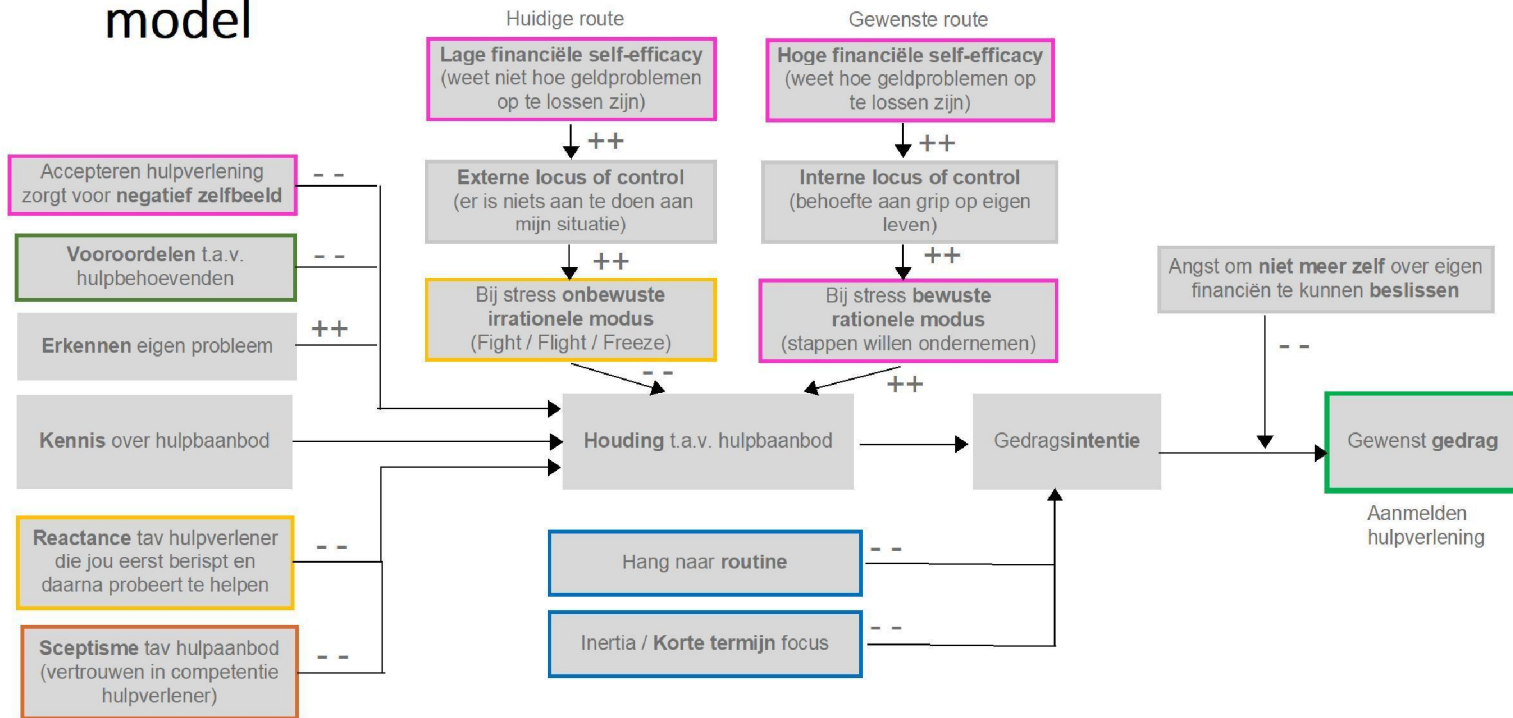 model
Huidige route
Gewenste route
Lage financiële self-efficacy
(weet niet hoe geldproblemen
op te lossen zijn)
Hoge financiële self-efficacy
(weet hoe geldproblemen op
te lossen zijn)
++
++
Accepteren hulpverlening
zorgt voor negatief zelfbeeld
- -
Externe locus of control
(er is niets aan te doen aan
mijn situatie)
Interne locus of control
(behoefte aan grip op eigen
leven)
Vooroordelen t.a.v.
hulpbehoevenden
- -
++
++
Angst om niet meer zelf over eigen
financiën te kunnen beslissen
- -
Erkennen eigen probleem
++
Bij stress onbewuste
irrationele modus
(Fight / Flight / Freeze)
- -
Bij stress bewuste
rationele modus
(stappen willen ondernemen)
++
Kennis over hulpbaanbod
Houding t.a.v. hulpbaanbod
Gedragsintentie
Gewenst gedrag
Aanmelden
hulpverlening
Reactance tav hulpverlener
die jou eerst berispt en
daarna probeert te helpen
- -
Hang naar routine
- -
Sceptisme tav hulpaanbod
(vertrouwen in competentie
hulpverlener)
- -
Inertia / Korte termijn focus
- -